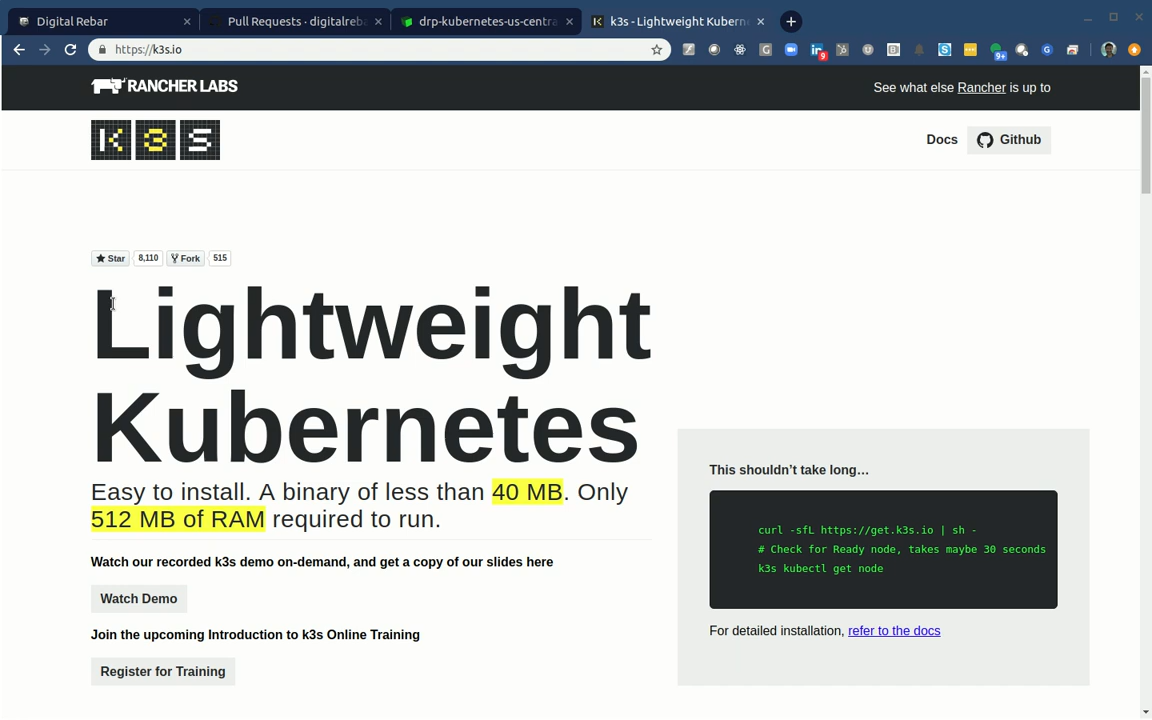 Digital Rebar
Pull Requests · digitalreba
drp-kubernetes-us-centra
k3s - Lightweight Kuberne
https://k3s.io
9
9+
RANCHER LABS
See what else Rancher is up to
K3S
Docs
Github
Star 8,110 Fork 515
Lightweight
Kubernetes
Easy to install. A binary of less than 40 MB. Only
512 MB of RAM required to run.
Watch our recorded k3s demo on-demand, and get a copy of our slides here
Watch Demo
Join the upcoming Introduction to k3s Online Training
Register for Training
This shouldn’t take long…
curl -sfL https://get.k3s.io | sh -
# Check for Ready node, takes maybe 30 seconds
k3s kubectl get node
For detailed installation, refer to the docs